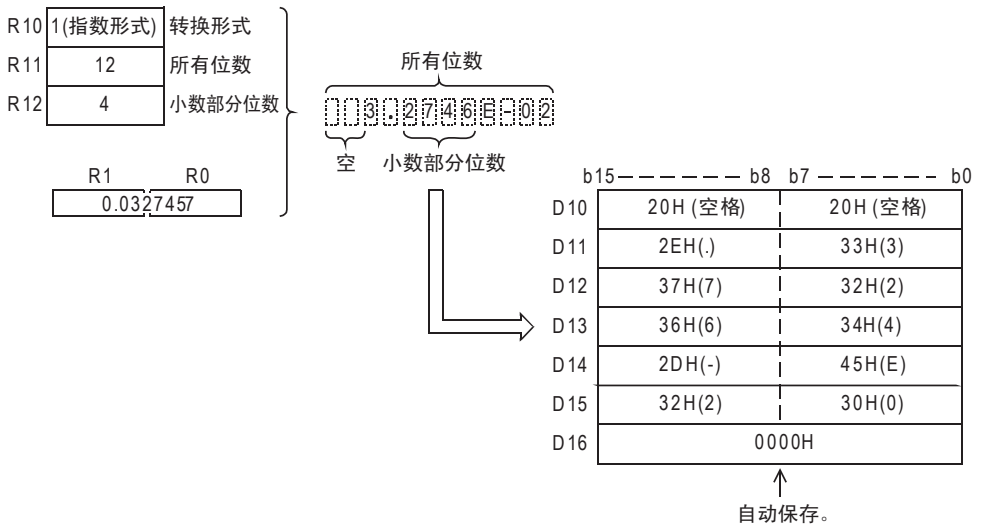 R10 1(指数形式) 转换形式
R11 12 所有位数
R12 4 小数部分位数
R1 R0
0.0327457
所有位数
3.2746E-02
空 小数部分位数
b15 b8 b7 b0
D10 20H(空格) 20H(空格)
D11 2EH(.) 33H(3)
D12 37H(7) 32H(2)
D13 36H(6) 34H(4)
D14 2DH(-) 45H(E)
D15 32H(2) 30H(0)
D16 0000H
自动保存。